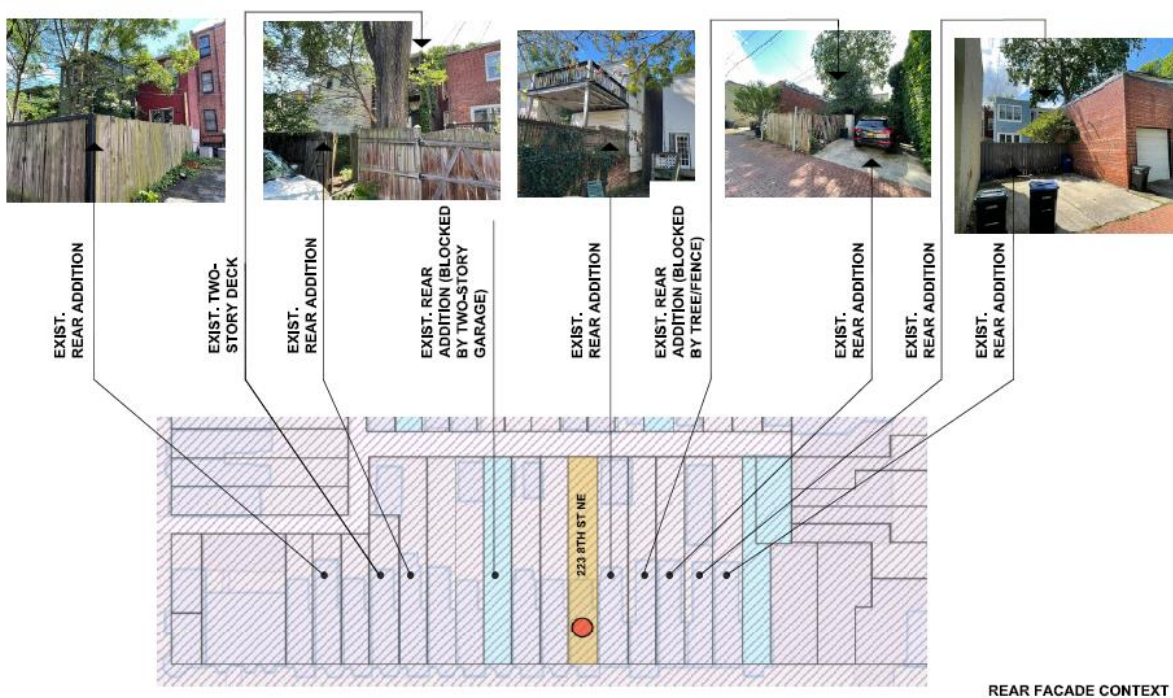 EXIST.
REAR ADDITION
EXIST. TWO-
STORY DECK
EXIST.
REAR ADDITION
EXIST. REAR
ADDITION (BLOCKED
BY TWO-STORY
GARAGE)
EXIST.
REAR ADDITION
EXIST. REAR
ADDITION (BLOCKED
BY TREE/FENCE)
EXIST.
REAR ADDITION
EXIST.
REAR ADDITION
EXIST.
REAR ADDITION
223 8TH ST NE
REAR FACADE CONTEXT